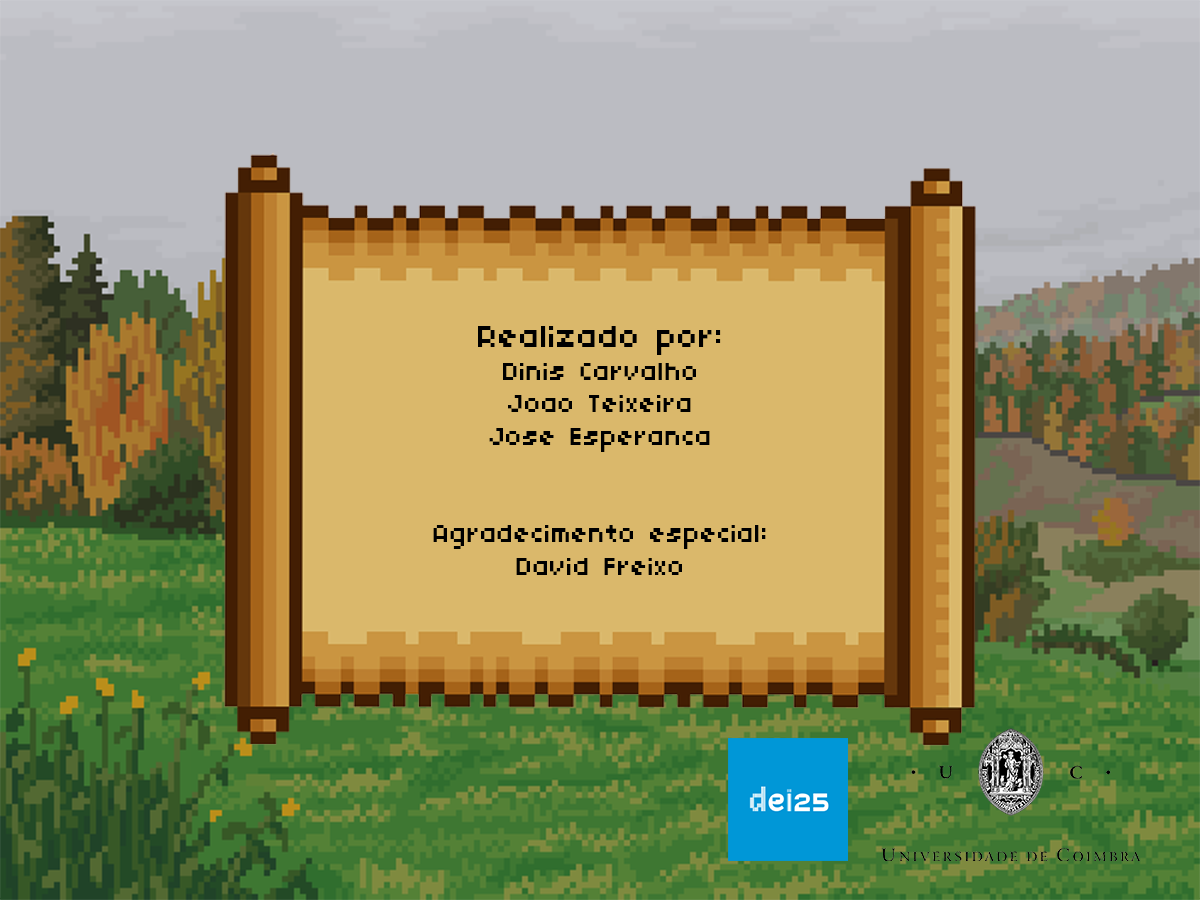 Realizado por:
Dinis Carvalho
Joao Teixeira
Jose Esperanca
Agradecimento especial:
David Freixo
dei25
· U C ·
Universidade de Coimbra